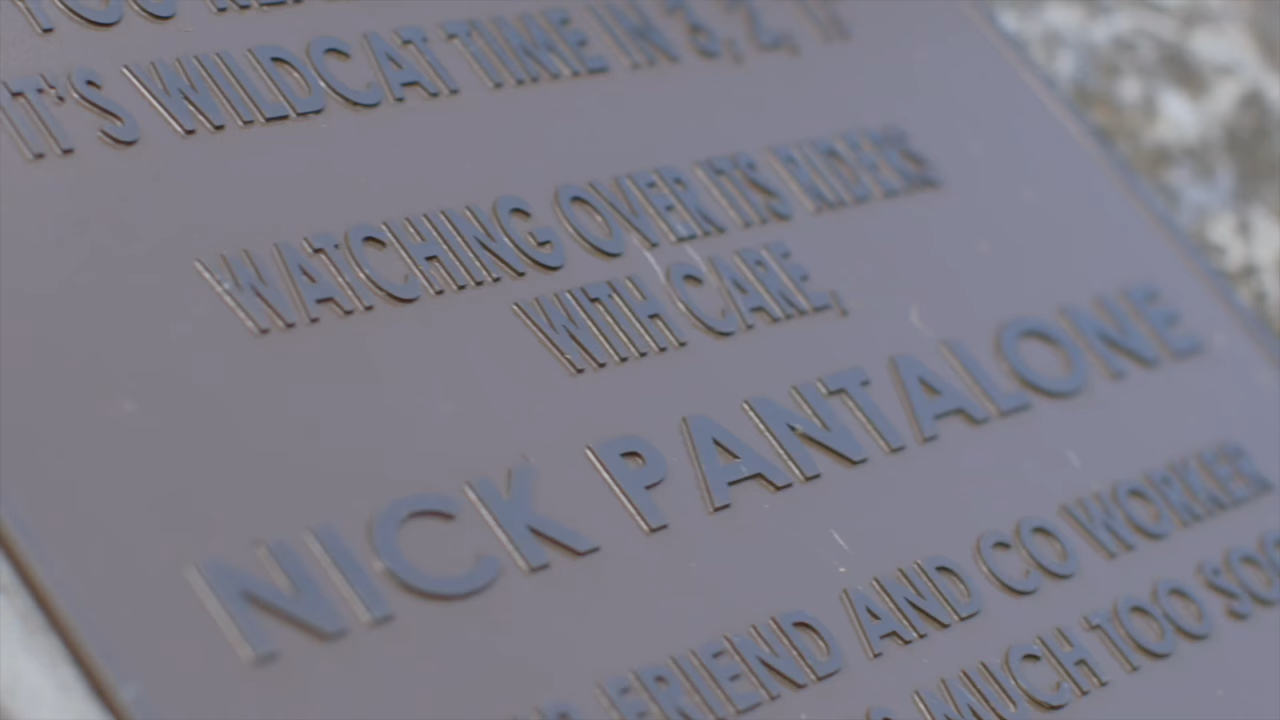 IT'S WILDCAT TIME IN 3, 2, 1!
WATCHING OVER ITS RIDERS
WITH CARE,
NICK PANTALONE
FRIEND AND CO WORKER
MUCH TOO